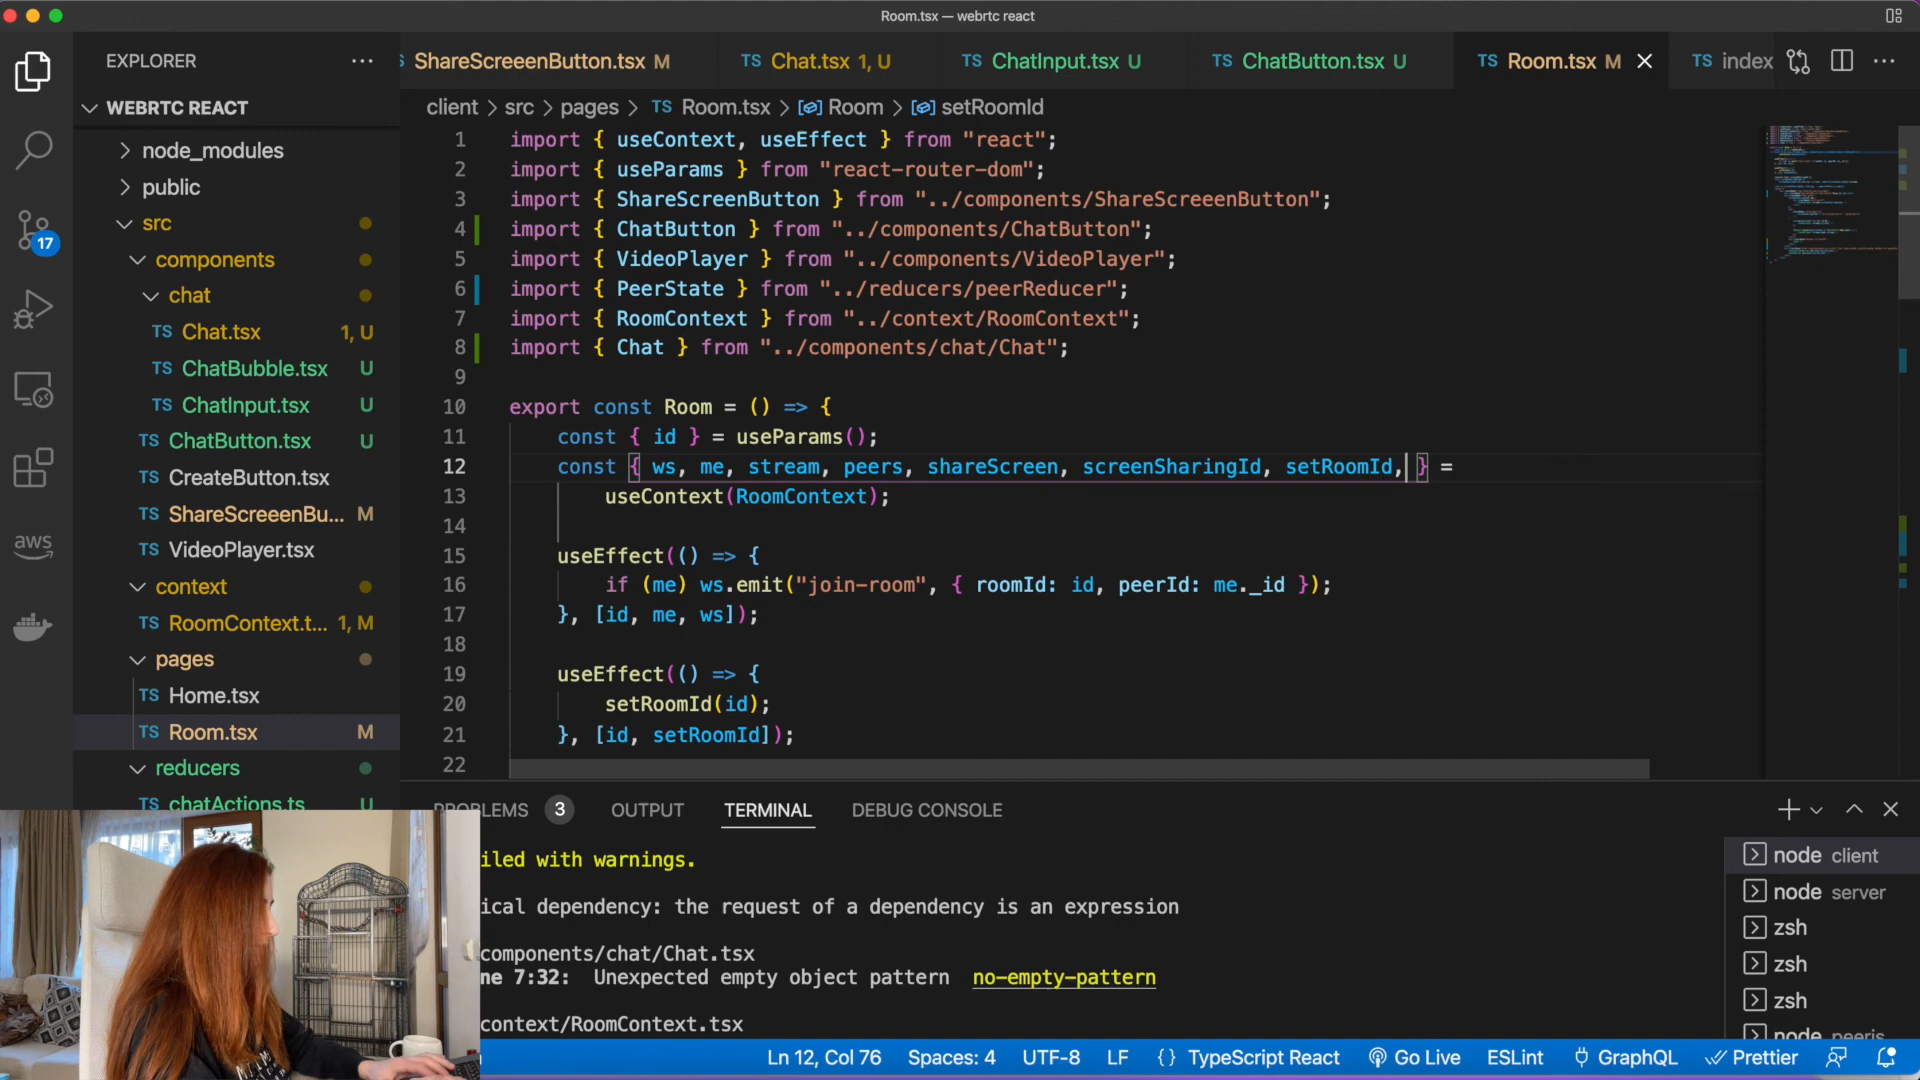 Room.tsx — webrtc react
EXPLORER
ShareScreeenButton.tsx M
TS Chat.tsx 1, U
TS ChatInput.tsx U
TS ChatButton.tsx U
TS Room.tsx M
TS index
WEBRTC REACT
client > src > pages > TS Room.tsx > Room > setRoomId
node_modules
public
src
components
chat
TS Chat.tsx 1, U
TS ChatBubble.tsx U
TS ChatInput.tsx U
TS ChatButton.tsx U
TS CreateButton.tsx
TS ShareScreeenBu... M
TS VideoPlayer.tsx
context
TS RoomContext.t... 1, M
pages
TS Home.tsx
TS Room.tsx M
reducers
TS chatActions.ts U
17
aws
1 import { useContext, useEffect } from "react";
2 import { useParams } from "react-router-dom";
3 import { ShareScreenButton } from "../components/ShareScreeenButton";
4 import { ChatButton } from "../components/ChatButton";
5 import { VideoPlayer } from "../components/VideoPlayer";
6 import { PeerState } from "../reducers/peerReducer";
7 import { RoomContext } from "../context/RoomContext";
8 import { Chat } from "../components/chat/Chat";
9
10 export const Room = () => {
11 const { id } = useParams();
12 const { ws, me, stream, peers, shareScreen, screenSharingId, setRoomId, } =
13 useContext(RoomContext);
14
15 useEffect(() => {
16 if (me) ws.emit("join-room", { roomId: id, peerId: me._id });
17 }, [id, me, ws]);
18
19 useEffect(() => {
20 setRoomId(id);
21 }, [id, setRoomId]);
22
PROBLEMS 3 OUTPUT TERMINAL DEBUG CONSOLE
iled with warnings.
ical dependency: the request of a dependency is an expression
components/chat/Chat.tsx
ne 7:32: Unexpected empty object pattern no-empty-pattern
context/RoomContext.tsx
node client
node server
zsh
zsh
zsh
node peerjs
Ln 12, Col 76 Spaces: 4 UTF-8 LF {} TypeScript React Go Live ESLint GraphQL Prettier